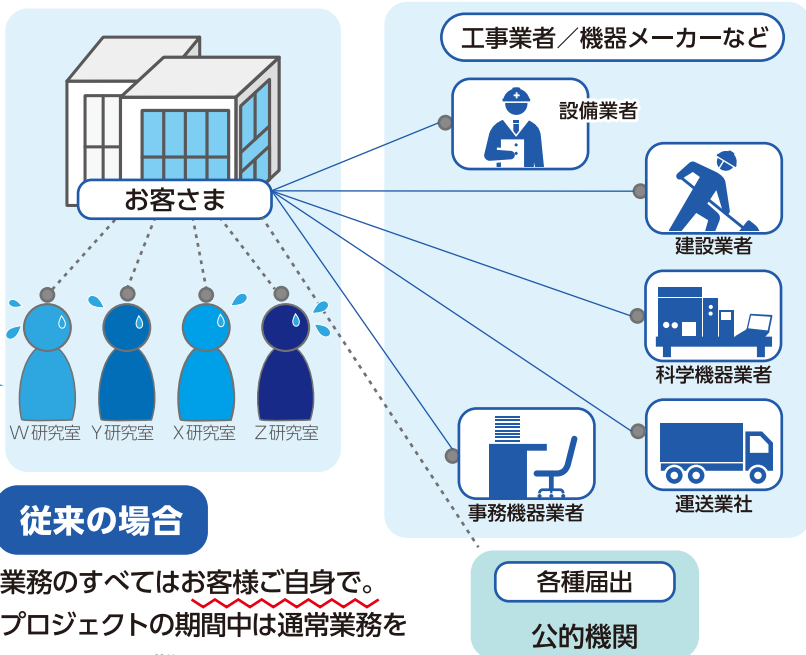 工事業者／機器メーカーなど
設備業者
お客さま
建設業者
科学機器業者
W研究室 Y研究室 X研究室 Z研究室
運送業社
事務機器業者
従来の場合
業務のすべてはお客様ご自身で。
プロジェクトの期間中は通常業務を
各種届出
公的機関